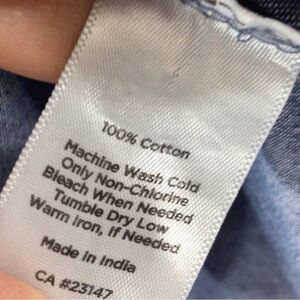 100% Cotton
Machine Wash Cold
Only Non-Chlorine
Bleach When Needed
Tumble Dry Low
Warm Iron, If Needed
Made in India
CA #23147